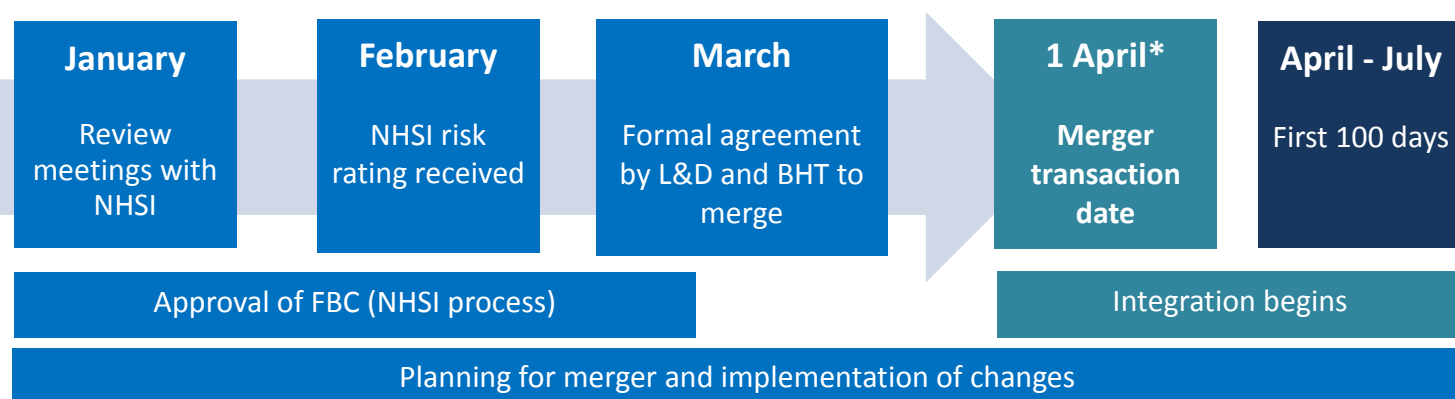 January
Review
meetings with
NHSI
February
NHSI risk
rating received
March
Formal agreement
by L&D and BHT to
merge
1 April*
Merger
transaction
date
April - July
First 100 days
Approval of FBC (NHSI process)
Integration begins
Planning for merger and implementation of changes